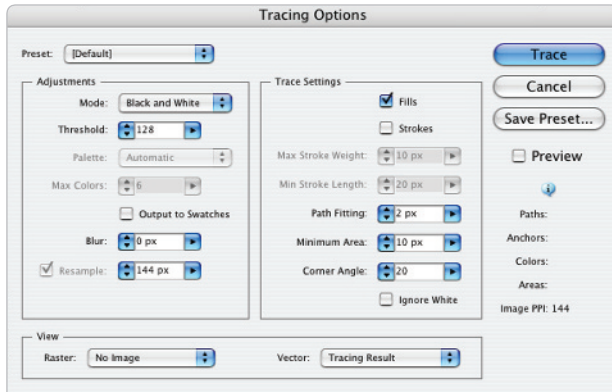 Tracing Options
Preset: [Default]
Adjustments
Mode: Black and White
Threshold: 128
Palette: Automatic
Max Colors: 6
Output to Swatches
Blur: 0 px
Resample: 144 px
Trace Settings
Fills
Strokes
Max Stroke Weight: 10 px
Min Stroke Length: 20 px
Path Fitting: 2 px
Minimum Area: 10 px
Corner Angle: 20
Ignore White
View
Raster: No Image
Vector: Tracing Result
Trace
Cancel
Save Preset...
Preview
Paths:
Anchors:
Colors:
Areas:
Image PPI: 144